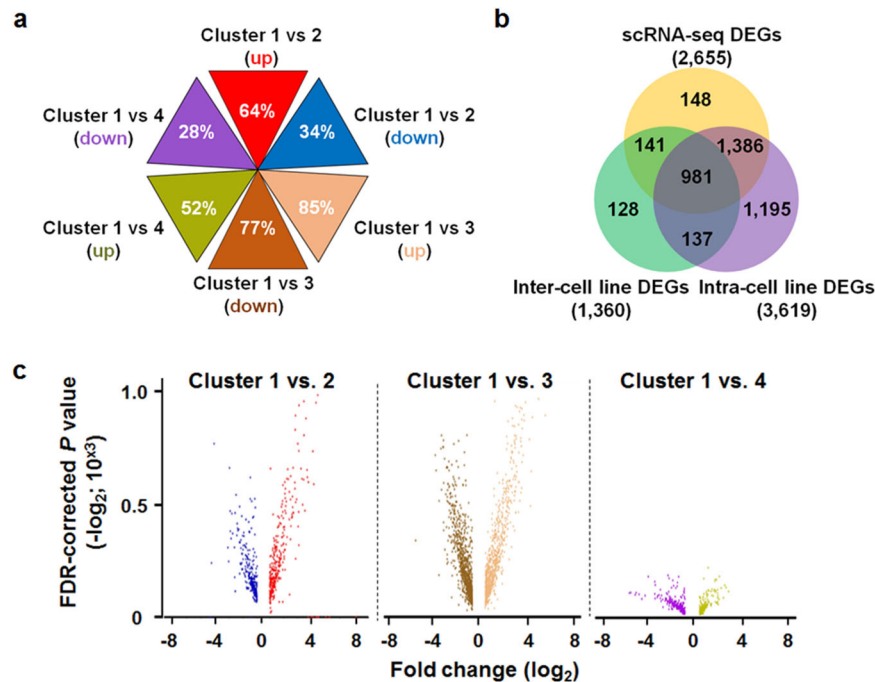 a
Cluster 1 vs 2
(up)
Cluster 1 vs 4
(down)
64%
Cluster 1 vs 2
(down)
28%
34%
52%
85%
Cluster 1 vs 4
(up)
77%
Cluster 1 vs 3
(up)
Cluster 1 vs 3
(down)
b
scRNA-seq DEGs
(2,655)
148
141
1,386
981
128
1,195
137
Inter-cell line DEGs
(1,360)
Intra-cell line DEGs
(3,619)
c
Cluster 1 vs. 2
Cluster 1 vs. 3
Cluster 1 vs. 4
FDR-corrected P value
(-log2; 10x3)
1.0
0.5
0
-8 -4 0 4 8
-8 -4 0 4 8
-8 -4 0 4 8
Fold change (log2)